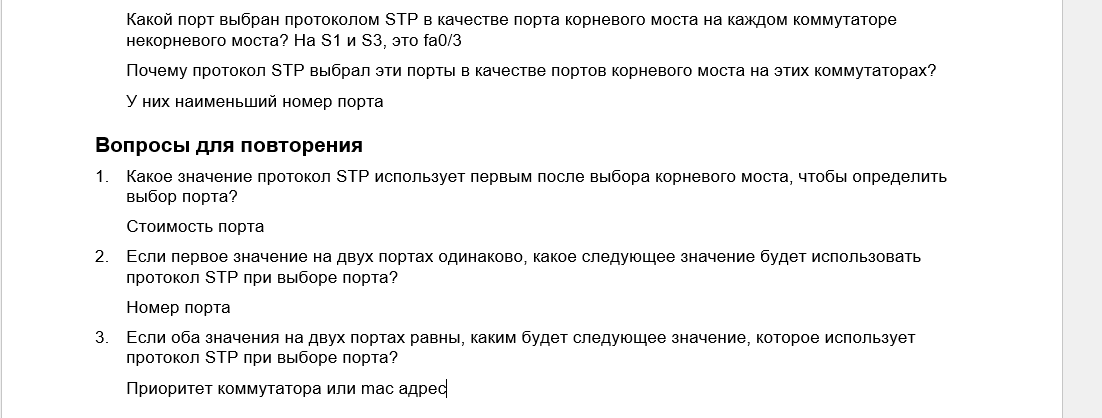 Какой порт выбран протоколом STP в качестве порта корневого моста на каждом коммутаторе
некорневого моста? На S1 и S3, это fa0/3
Почему протокол STP выбрал эти порты в качестве портов корневого моста на этих коммутаторах?
У них наименьший номер порта
Вопросы для повторения
1. Какое значение протокол STP использует первым после выбора корневого моста, чтобы определить
выбор порта?
Стоимость порта
2. Если первое значение на двух портах одинаково, какое следующее значение будет использовать
протокол STP при выборе порта?
Номер порта
3. Если оба значения на двух портах равны, каким будет следующее значение, которое использует
протокол STP при выборе порта?
Приоритет коммутатора или mac адрес